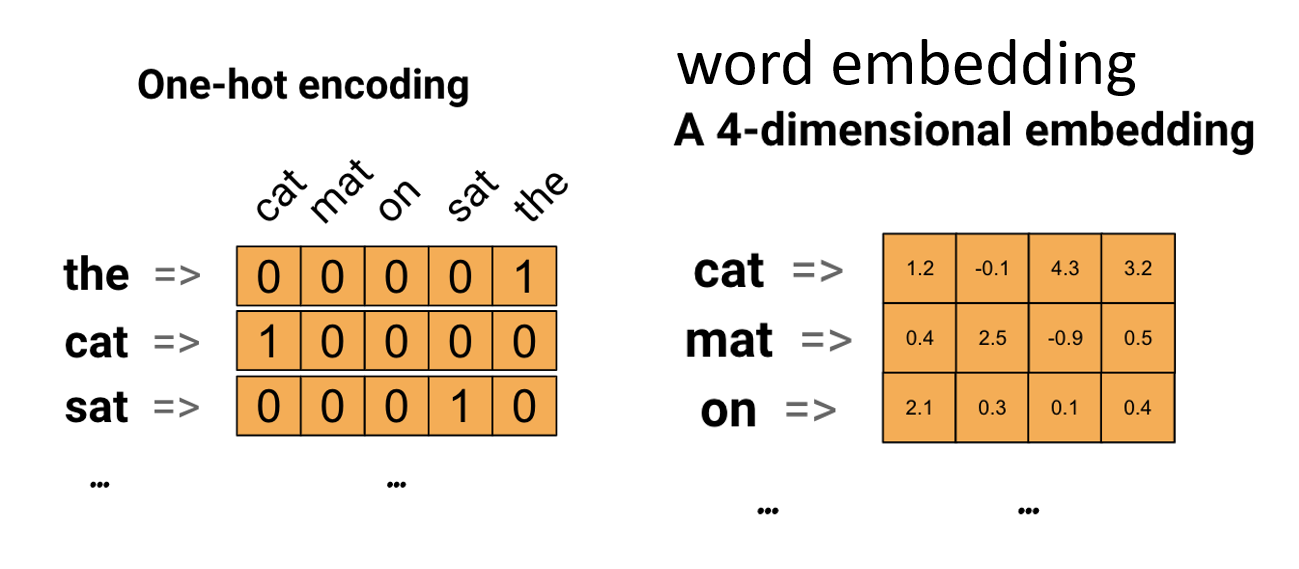 One-hot encoding
cat mat on sat the
the => 0 0 0 0 1
cat => 1 0 0 0 0
sat => 0 0 0 1 0
... ...
word embedding
A 4-dimensional embedding
cat => 1.2 -0.1 4.3 3.2
mat => 0.4 2.5 -0.9 0.5
on => 2.1 0.3 0.1 0.4
... ...